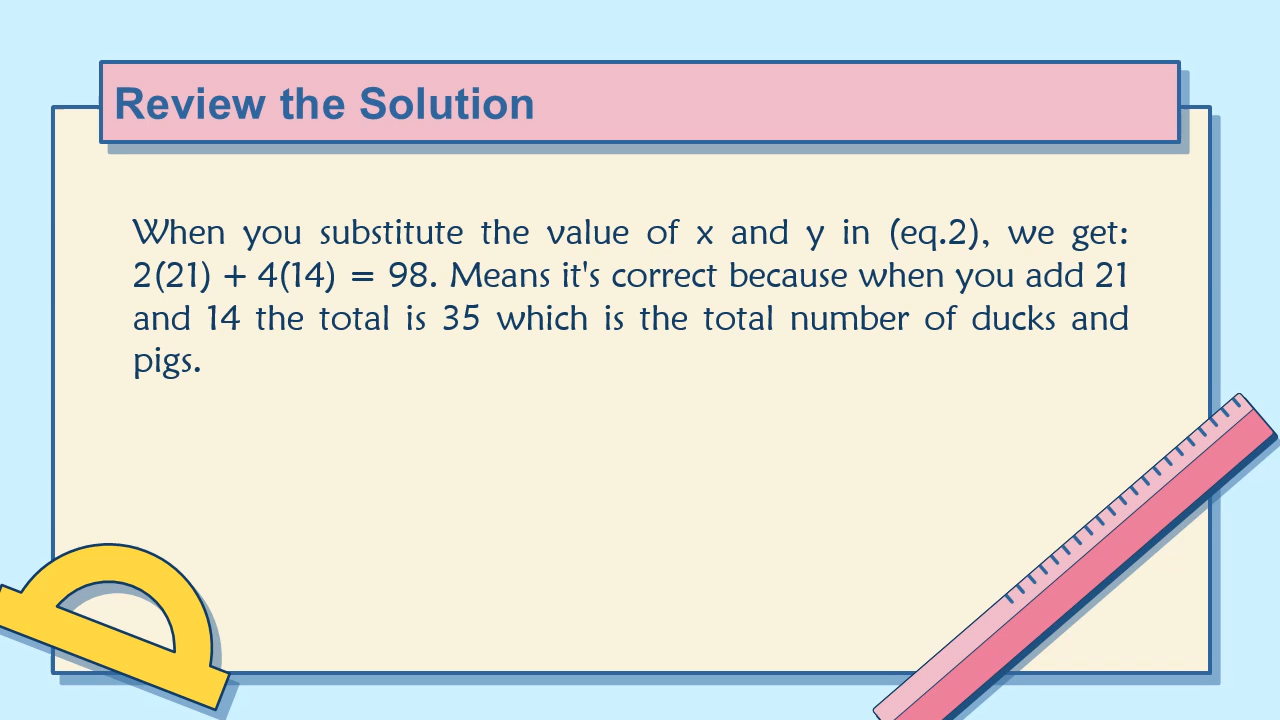 Review the Solution
When you substitute the value of x and y in (eq.2), we get:
2(21) + 4(14) = 98. Means it's correct because when you add 21
and 14 the total is 35 which is the total number of ducks and
pigs.